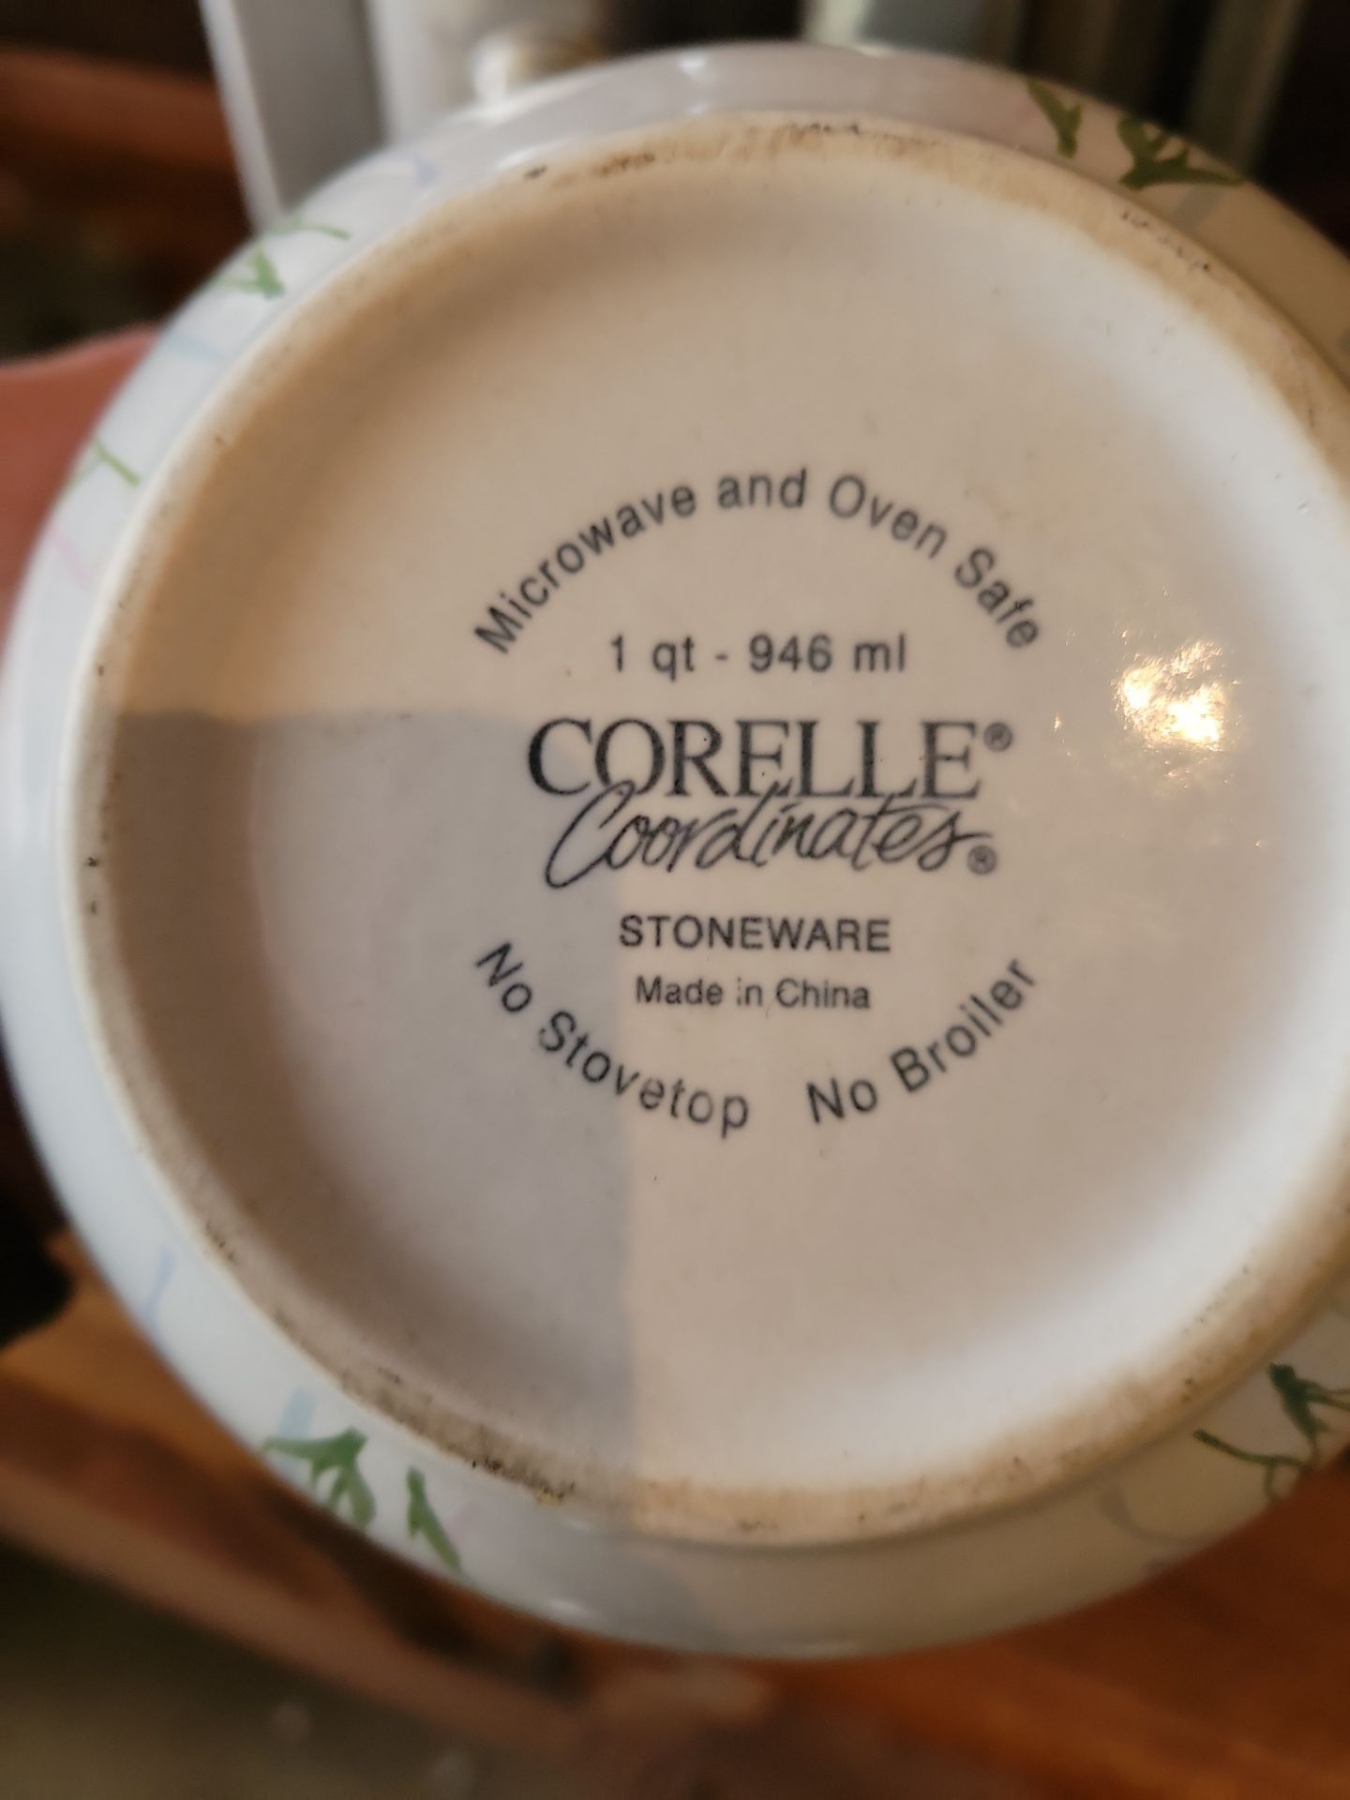 Microwave and Oven Safe
1 qt - 946 ml
CORELLE®
Coordinates®
STONEWARE
Made in China
No Stovetop No Broiler